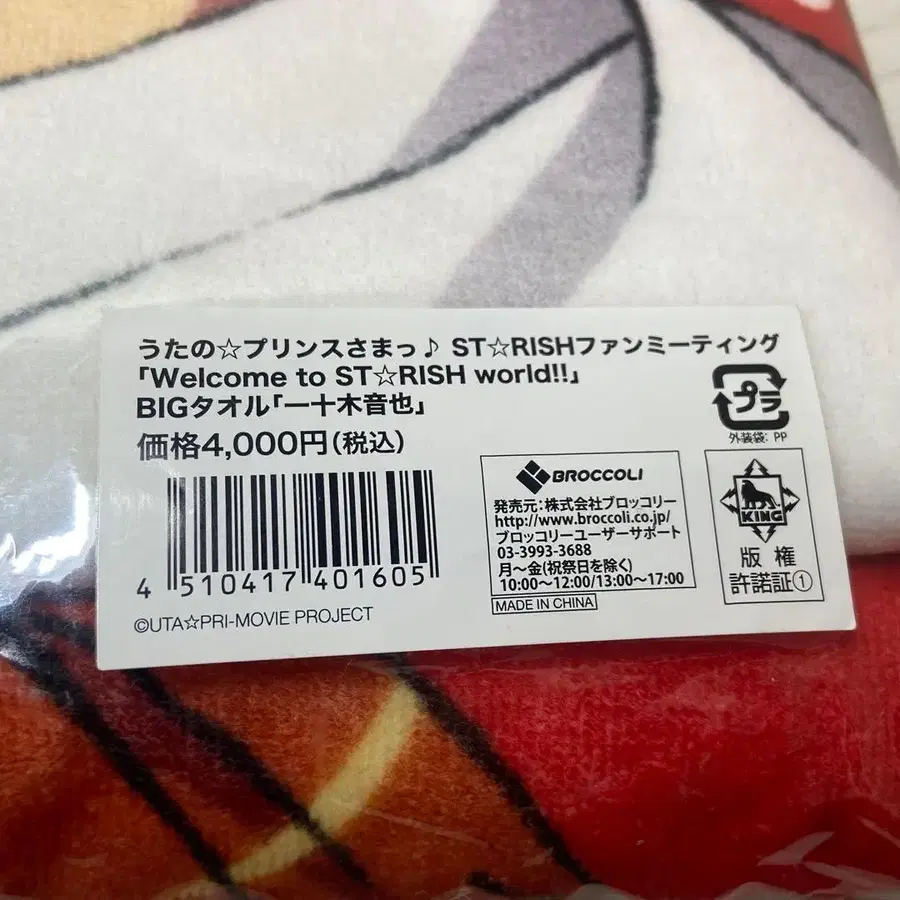 うたの☆プリンスさまっ♪ ST☆RISHファンミーティング
「Welcome to ST☆RISH world!!」
BIGタオル「一十木音也」
価格4,000円(税込)
プラ
外装袋: PP
4 510417 401605
©UTA☆PRI-MOVIE PROJECT
BROCCOLI
発売元:株式会社ブロッコリー
http://www.broccoli.co.jp/
ブロッコリーユーザーサポート
03-3993-3688
月〜金(祝祭日を除く)
10:00〜12:00/13:00〜17:00
MADE IN CHINA
KING
版権
許諾証①